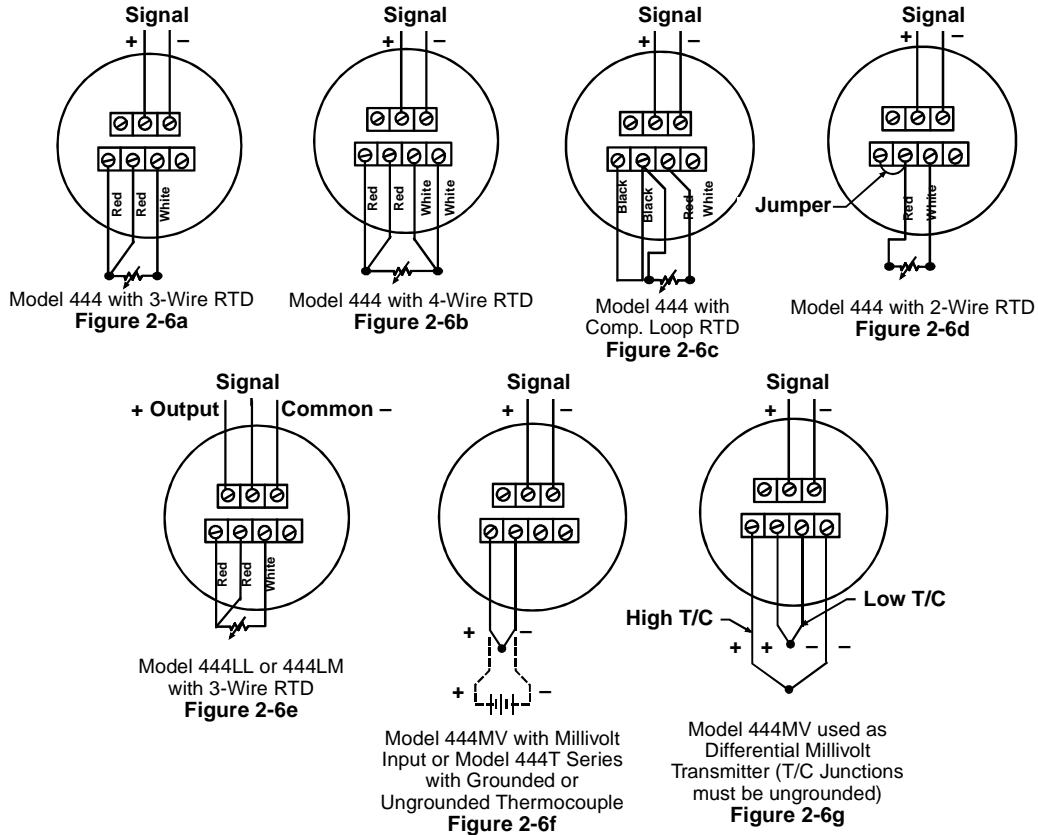 Signal
+ −
Red
Red
White
Model 444 with 3-Wire RTD
Figure 2-6a
Signal
+ −
Red
Red
White
White
Model 444 with 4-Wire RTD
Figure 2-6b
Signal
+ −
Black
Black
Red
White
Model 444 with
Comp. Loop RTD
Figure 2-6c
Signal
+ −
Jumper
Red
White
Model 444 with 2-Wire RTD
Figure 2-6d
Signal
+ Output Common −
Red
Red
White
Model 444LL or 444LM
with 3-Wire RTD
Figure 2-6e
Signal
+ −
+ −
+ −
Model 444MV with Millivolt
Input or Model 444T Series
with Grounded or
Ungrounded Thermocouple
Figure 2-6f
Signal
+ −
High T/C
Low T/C
+ + − −
Model 444MV used as
Differential Millivolt
Transmitter (T/C Junctions
must be ungrounded)
Figure 2-6g